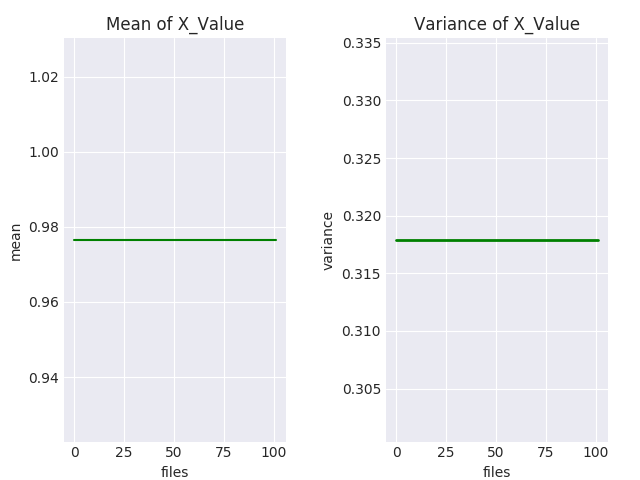 Mean of X_Value
1.02
1.00
0.98
0.96
0.94
mean
0 25 50 75 100
files
Variance of X_Value
0.335
0.330
0.325
0.320
0.315
0.310
0.305
variance
0 25 50 75 100
files